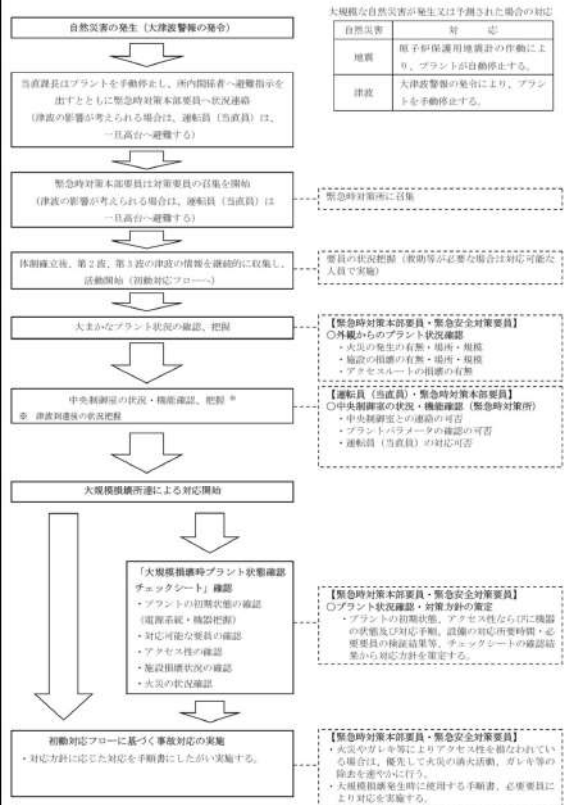 大規模な自然災害が発生又は予測された場合の対応
自然災害の発生（大津波警報の発令）
自然災害 対 応
地震 原子炉保護用地震計の作動によ
り、プラントが自動停止する。
津波 大津波警報の発令により、プラン
トを手動停止する。
当直課長はプラントを手動停止し、所内関係者へ避難指示を
出すとともに緊急時対策本部要員へ状況連絡
（津波の影響が考えられる場合は、運転員（当直員）は、
一旦高台へ避難する）
緊急時対策本部要員は対策要員の召集を開始
（津波の影響が考えられる場合は、運転員（当直員）は
一旦高台へ避難する）
緊急時対策所に召集
体制確立後、第２波、第３波の津波の情報を継続的に収集し、
活動開始（初動対応フローへ）
要員の状況把握（救助等が必要な場合は対応可能な
人員で実施）
大まかなプラント状況の確認、把握
【緊急時対策本部要員・緊急安全対策要員】
○外観からのプラント状況確認
・火災の発生の有無・場所・規模
・施設の損壊の有無・場所・規模
・アクセスルートの損壊の有無
中央制御室の状況・機能確認、把握 ※
※ 津波到達後の状況把握
【運転員（当直員）・緊急時対策本部要員】
○中央制御室の状況・機能確認（緊急時対策所）
・中央制御室との連絡の可否
・プラントパラメータの確認の可否
・運転員（当直員）の対応可否
大規模損壊所達による対応開始
「大規模損壊時プラント状態確認
チェックシート」確認
・プラントの初期状態の確認
（電源系統・機器把握）
・対応可能な要員の確認
・アクセス性の確認
・施設損壊状況の確認
・火災の状況確認
【緊急時対策本部要員・緊急安全対策要員】
○プラント状況確認・対策方針の策定
・プラントの初期状態、アクセス性ならびに機器
の状態及び対応手順、設備の対応所要時間・必
要要員の検証結果等、チェックシートの確認結
果から対応方針を策定する。
初動対応フローに基づく事故対応の実施
・対応方針に応じた対応を手順書にしたがい実施する。
【緊急時対策本部要員・緊急安全対策要員】
・火災やガレキ等によりアクセス性を損なわれてい
る場合は、優先して火災の消火活動、ガレキ等の
除去を速やかに行う。
・大規模損壊発生時に使用する手順書、必要要員に
より対応を実施する。